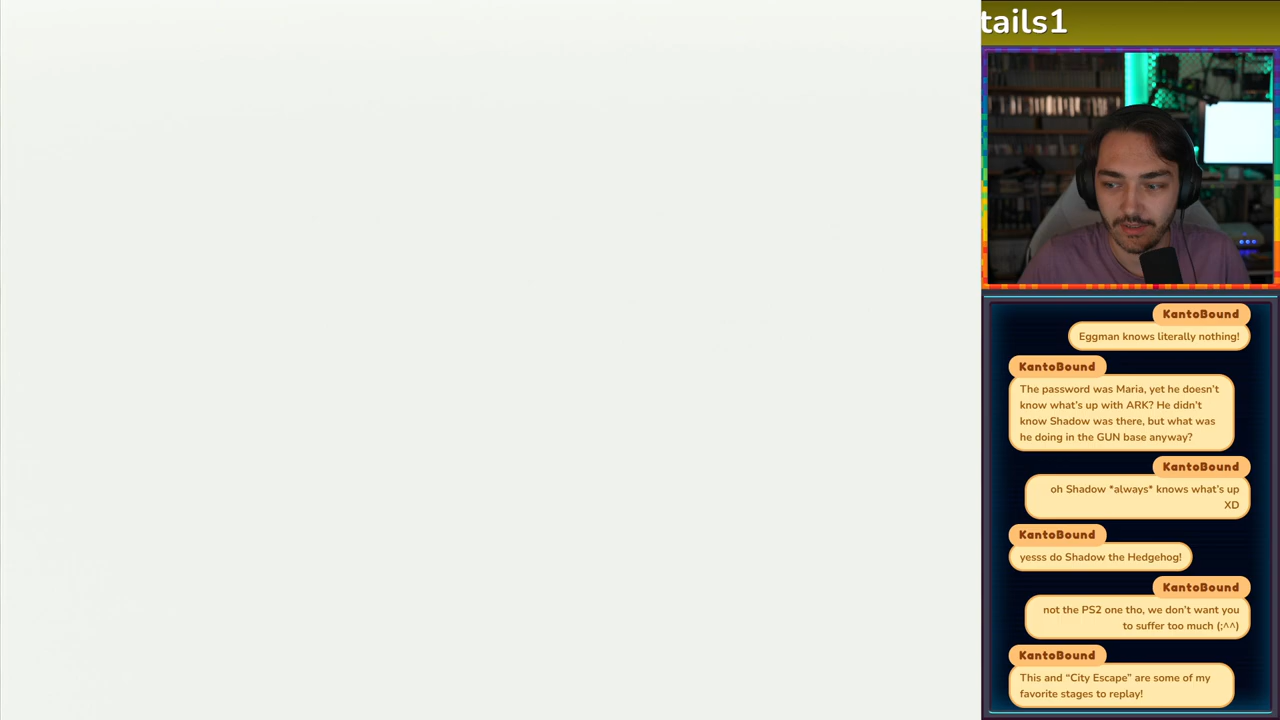 tails1
KantoBound
Eggman knows literally nothing!
KantoBound
The password was Maria, yet he doesn't
know what's up with ARK? He didn't
know Shadow was there, but what was
he doing in the GUN base anyway?
KantoBound
oh Shadow *always* knows what's up
XD
KantoBound
yesss do Shadow the Hedgehog!
KantoBound
not the PS2 one tho, we don't want you
to suffer too much (;^^)
KantoBound
This and “City Escape” are some of my
favorite stages to replay!